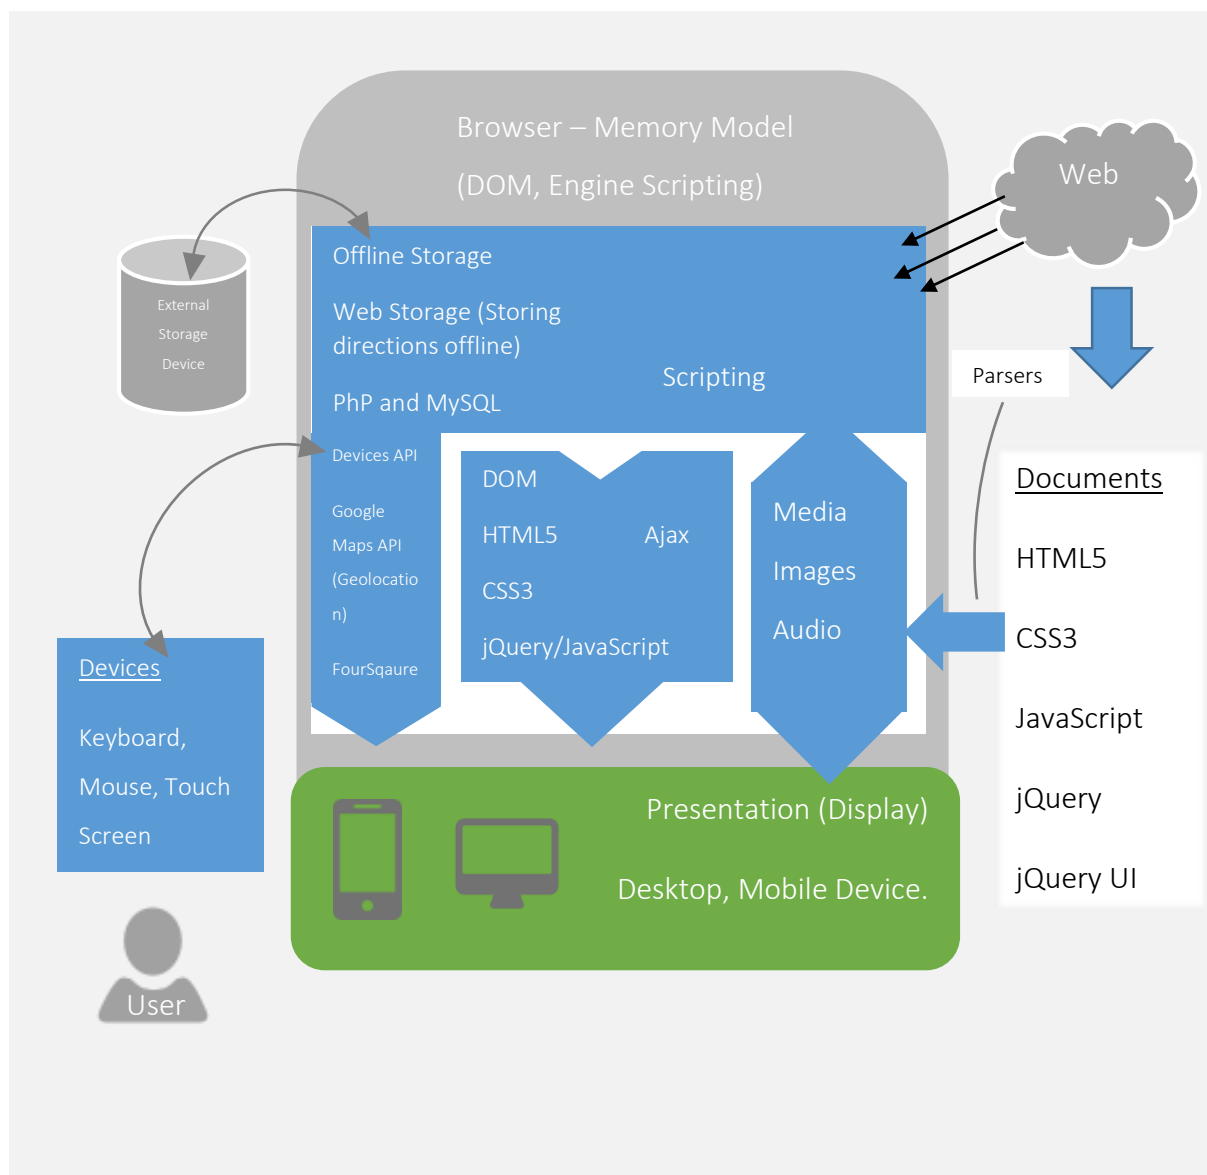 Browser – Memory Model
(DOM, Engine Scripting)
Web
External
Storage
Device
Offline Storage
Web Storage (Storing
directions offline)
PhP and MySQL
Scripting
Parsers
Devices API
Google
Maps API
(Geolocatio
n)
FourSqaure
DOM
HTML5
Ajax
CSS3
jQuery/JavaScript
Media
Images
Audio
Documents
HTML5
CSS3
JavaScript
jQuery
jQuery UI
Devices
Keyboard,
Mouse, Touch
Screen
Presentation (Display)
Desktop, Mobile Device.
User